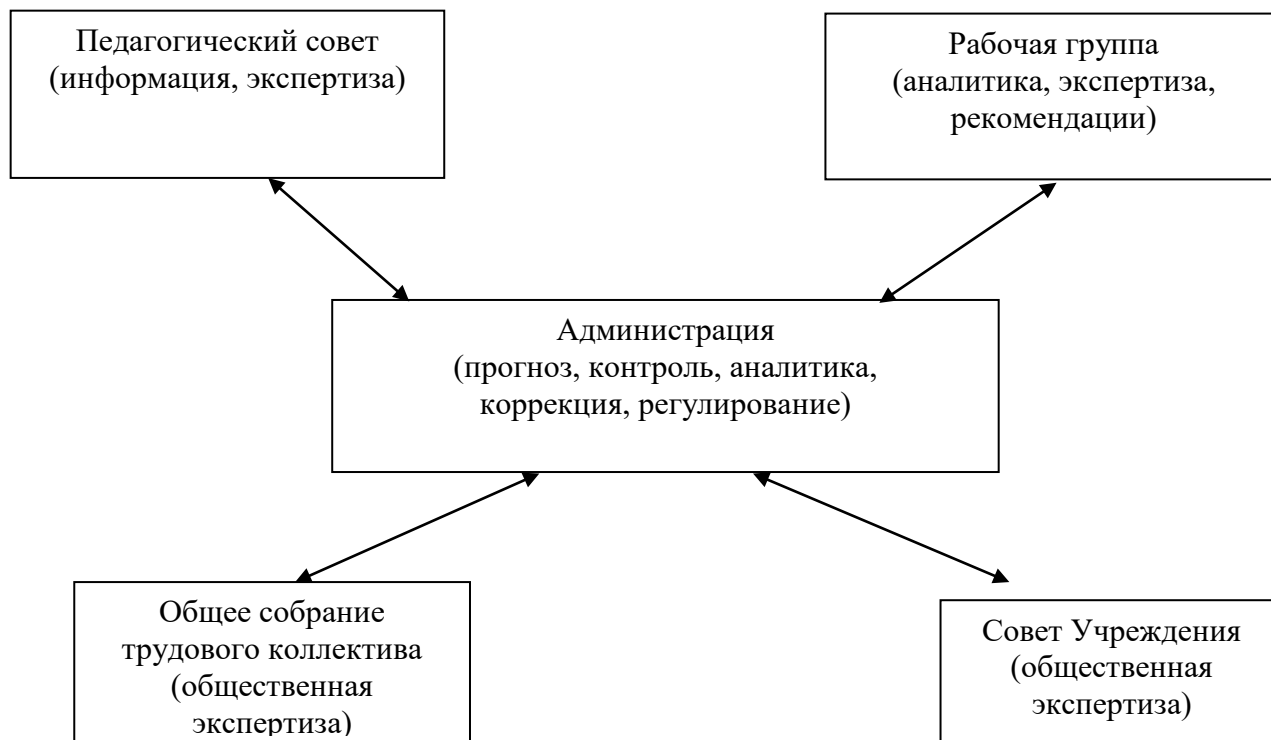 Педагогический совет
(информация, экспертиза)
Рабочая группа
(аналитика, экспертиза,
рекомендации)
Администрация
(прогноз, контроль, аналитика,
коррекция, регулирование)
Общее собрание
трудового коллектива
(общественная
экспертиза)
Совет Учреждения
(общественная
экспертиза)